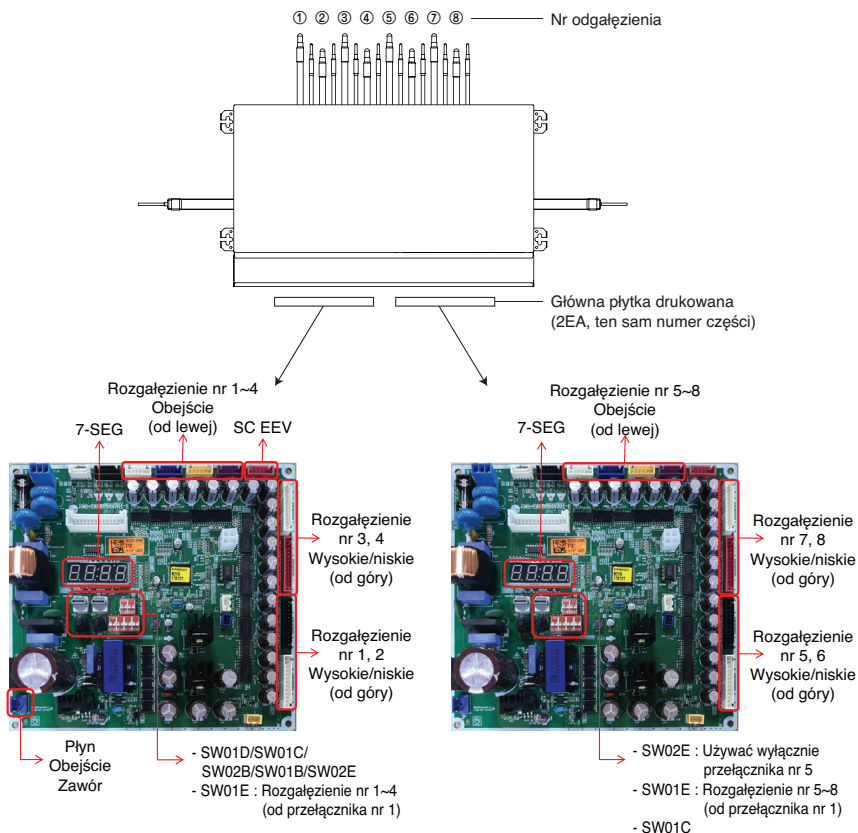 ① ② ③ ④ ⑤ ⑥ ⑦ ⑧
Nr odgałęzienia
Główna płytka drukowana
(2EA, ten sam numer części)
Rozgałęzienie nr 1~4
Obejście
(od lewej)
7-SEG
SC EEV
Rozgałęzienie
nr 3, 4
Wysokie/niskie
(od góry)
Rozgałęzienie
nr 1, 2
Wysokie/niskie
(od góry)
Płyn
Obejście
Zawór
- SW01D/SW01C/
SW02B/SW01B/SW02E
- SW01E : Rozgałęzienie nr 1~4
(od przełącznika nr 1)
Rozgałęzienie nr 5~8
Obejście
(od lewej)
7-SEG
Rozgałęzienie
nr 7, 8
Wysokie/niskie
(od góry)
Rozgałęzienie
nr 5, 6
Wysokie/niskie
(od góry)
- SW02E : Używać wyłącznie
przełącznika nr 5
- SW01E : Rozgałęzienie nr 5~8
(od przełącznika nr 1)
- SW01C